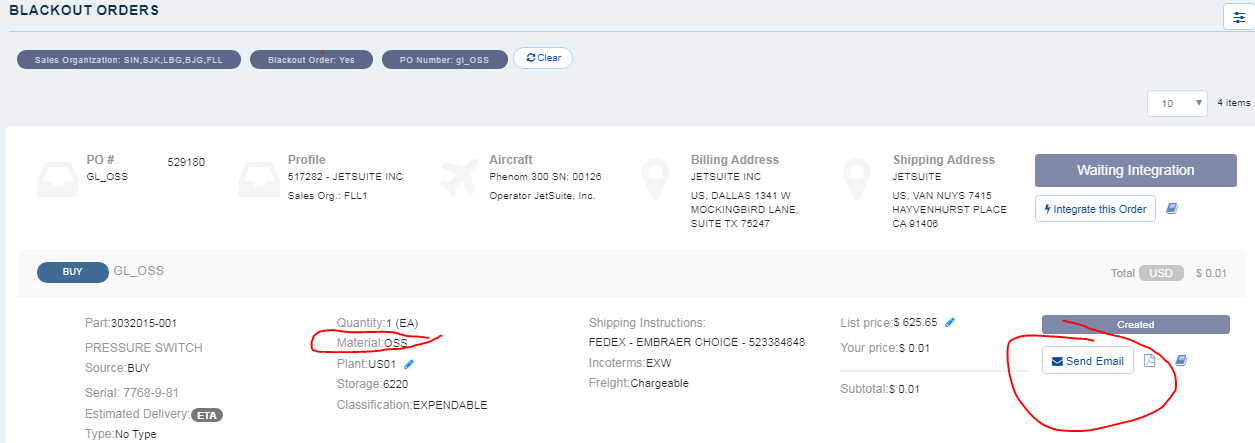 BLACKOUT ORDERS
Sales Organization: SIN,SJK,LBG,BJG,FLL
Blackout Order: Yes
PO Number: gl_OSS
Clear
10
4 items
PO #
GL_OSS
529180
Profile
517282 - JETSUITE INC
Sales Org.: FLL1
Aircraft
Phenom 300 SN: 00126
Operator JetSuite, Inc.
Billing Address
JETSUITE INC
US, DALLAS 1341 W
MOCKINGBIRD LANE,
SUITE TX 75247
Shipping Address
JETSUITE
US, VAN NUYS 7415
HAYVENHURST PLACE
CA 91406
Waiting Integration
Integrate this Order
BUY
GL_OSS
Total USD $ 0.01
Part:3032015-001
PRESSURE SWITCH
Source:BUY
Serial: 7768-9-81
Estimated Delivery: ETA
Type:No Type
Quantity:1 (EA)
Material:OSS
Plant:US01
Storage:6220
Classification:EXPENDABLE
Shipping Instructions:
FEDEX - EMBRAER CHOICE - 523384848
Incoterms:EXW
Freight:Chargeable
List price:$ 625.65
Your price:$ 0.01
Subtotal:$ 0.01
Created
Send Email